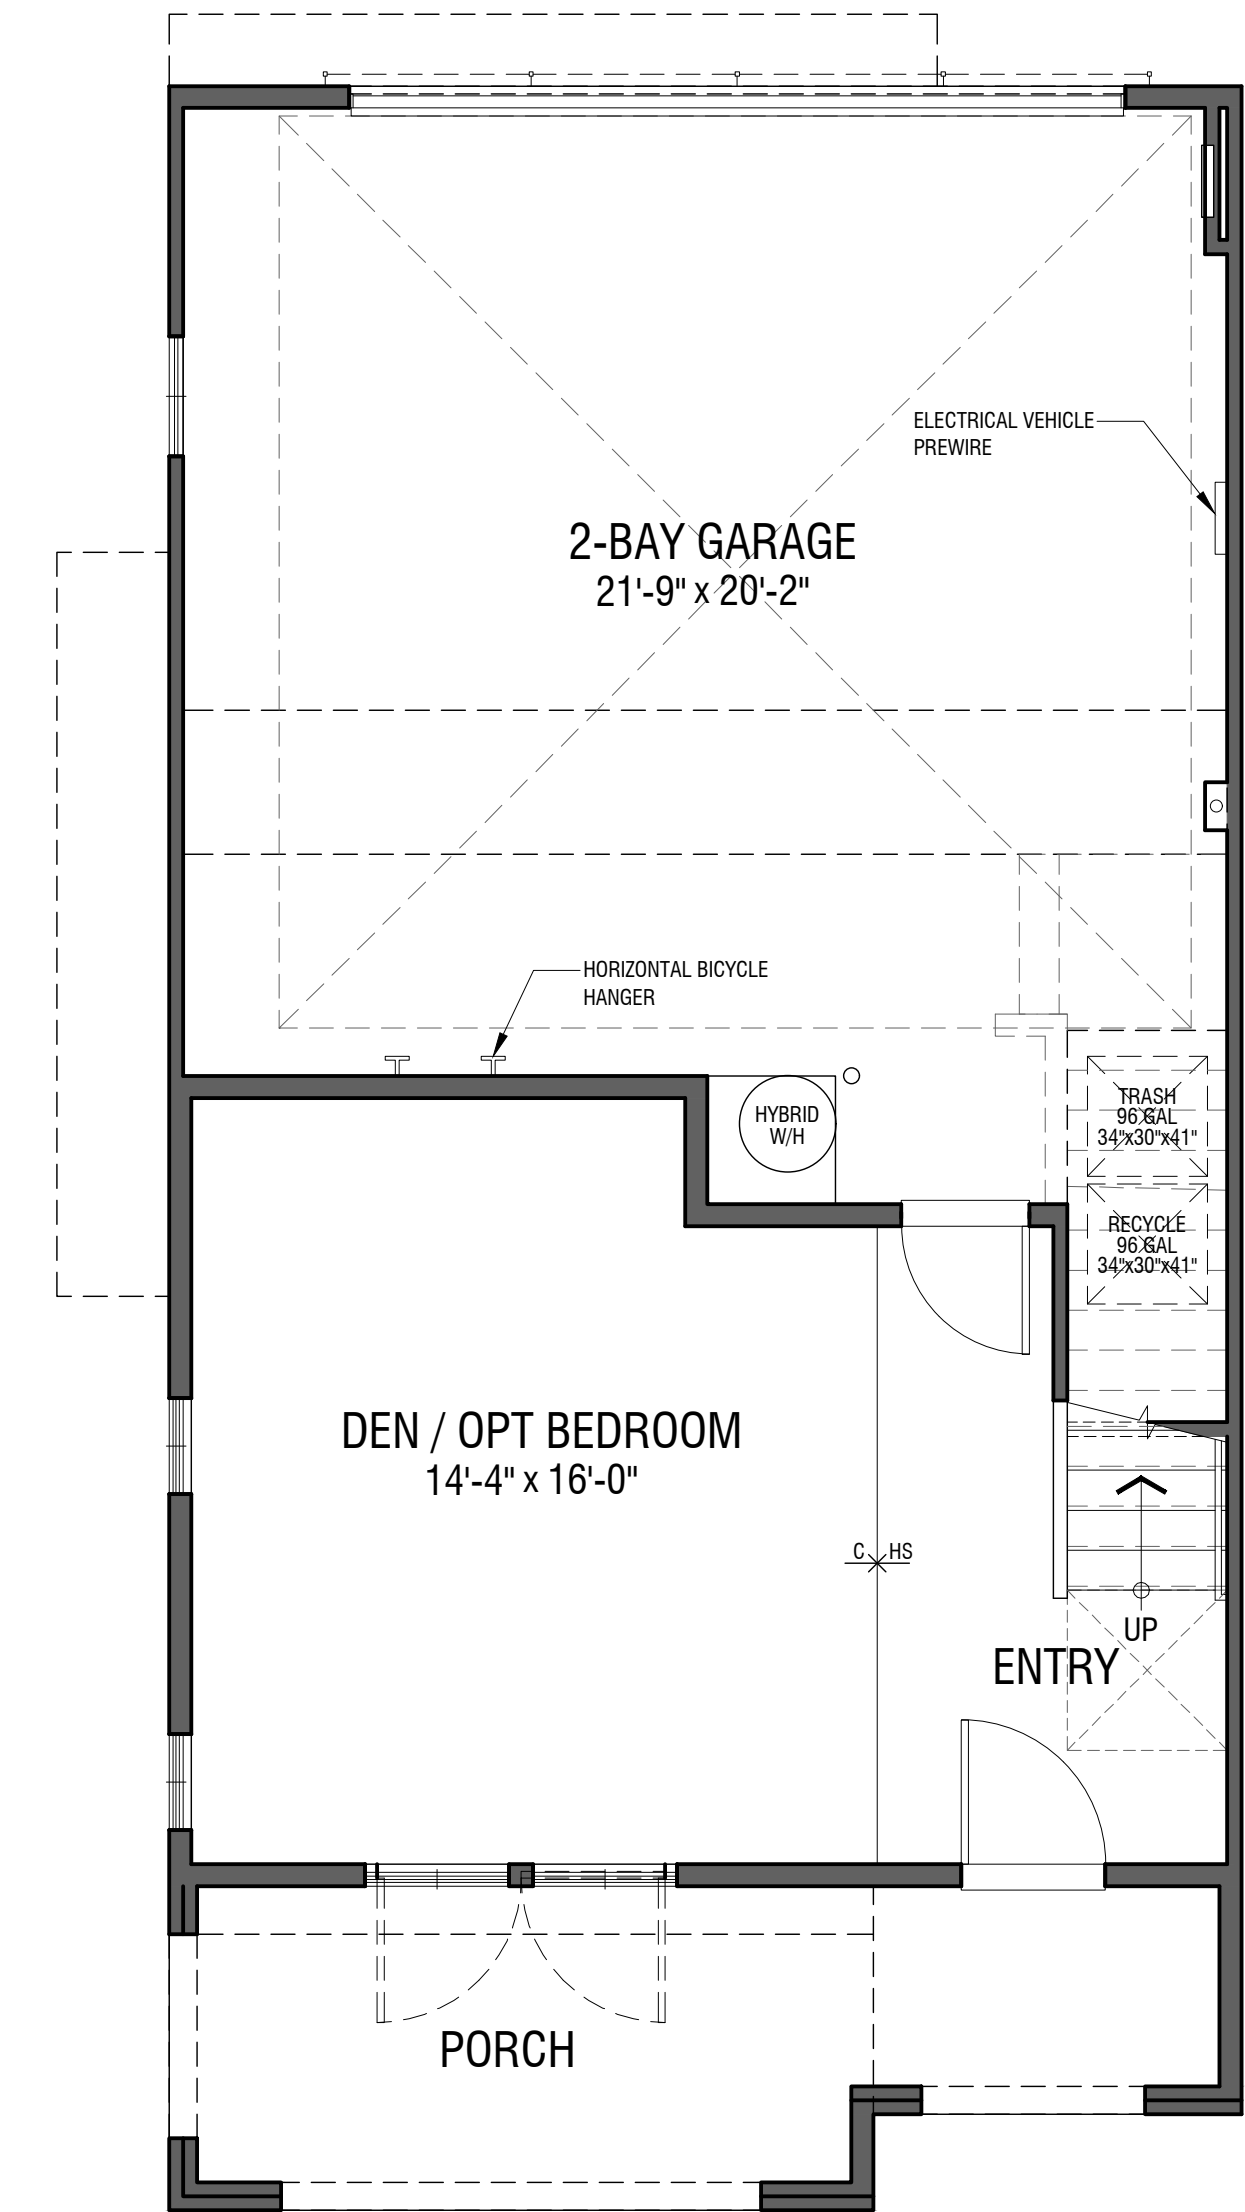 ELECTRICAL VEHICLE
PREWIRE
2-BAY GARAGE
21'-9" x 20'-2"
HORIZONTAL BICYCLE
HANGER
TRASH
96 GAL
34"x30"x41"
HYBRID
W/H
RECYCLE
96 GAL
34"x30"x41"
DEN / OPT BEDROOM
14'-4" x 16'-0"
C HS
UP
ENTRY
PORCH